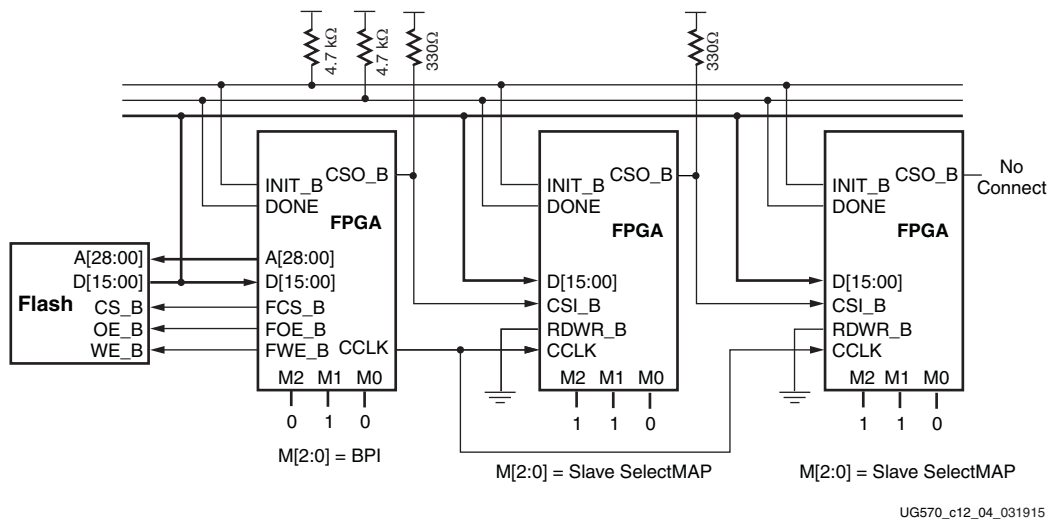 4.7 kΩ
4.7 kΩ
330Ω
330Ω
INIT_B
DONE
CSO_B
FPGA
A[28:00]
D[15:00]
FCS_B
FOE_B
FWE_B
CCLK
M2 M1 M0
0 1 0
M[2:0] = BPI
A[28:00]
D[15:00]
Flash
CS_B
OE_B
WE_B
INIT_B
DONE
CSO_B
FPGA
D[15:00]
CSI_B
RDWR_B
CCLK
M2 M1 M0
1 1 0
M[2:0] = Slave SelectMAP
INIT_B
DONE
CSO_B
No
Connect
FPGA
D[15:00]
CSI_B
RDWR_B
CCLK
M2 M1 M0
1 1 0
M[2:0] = Slave SelectMAP
UG570_c12_04_031915